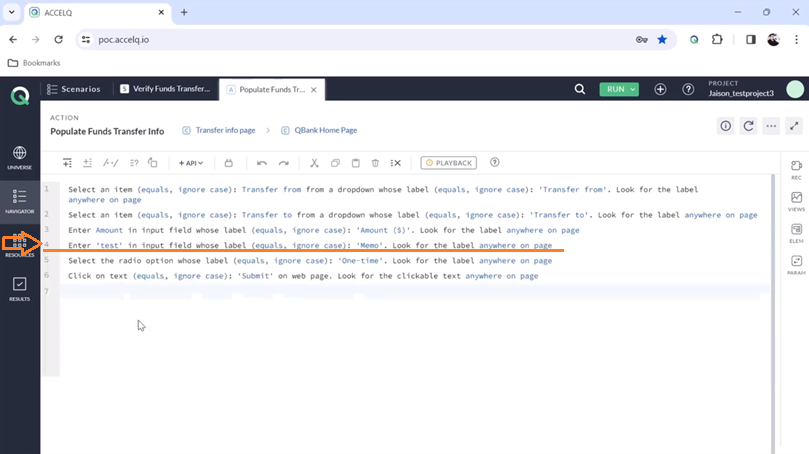 ACCELQ
poc.accelq.io
Bookmarks
Scenarios
S Verify Funds Transfer...
A Populate Funds Tr...
RUN
PROJECT
Jaison_testproject3
ACTION
Populate Funds Transfer Info
Transfer info page
QBank Home Page
UNIVERSE
NAVIGATOR
RESOURCES
RESULTS
+ API
PLAYBACK
REC
VIEWS
ELEM
PARAM
1 Select an item (equals, ignore case): Transfer from from a dropdown whose label (equals, ignore case): 'Transfer from'. Look for the label
anywhere on page
2 Select an item (equals, ignore case): Transfer to from a dropdown whose label (equals, ignore case): 'Transfer to'. Look for the label anywhere on page
3 Enter Amount in input field whose label (equals, ignore case): 'Amount ($)'. Look for the label anywhere on page
4 Enter 'test' in input field whose label (equals, ignore case): 'Memo'. Look for the label anywhere on page
5 Select the radio option whose label (equals, ignore case): 'One-time'. Look for the label anywhere on page
6 Click on text (equals, ignore case): 'Submit' on web page. Look for the clickable text anywhere on page
7